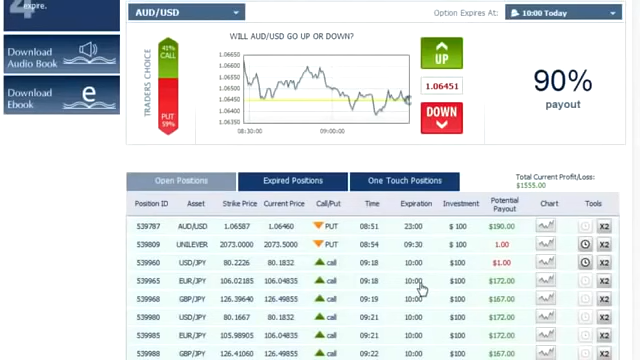 4
expire.
Download
Audio Book
Download
Ebook
e
AUD/USD
Option Expires At:
10:00 Today
WILL AUD/USD GO UP OR DOWN?
TRADERS CHOICE
41%
CALL
PUT
59%
1.06650
1.0660
1.06550
1.0650
1.06450
1.0640
1.06350
08:30:00
09:00:00
UP
1.06451
DOWN
90%
payout
Open Positions
Expired Positions
One Touch Positions
Total Current Profit/Loss:
$1555.00
Position ID Asset Strike Price Current Price Call/Put Time Expiration Investment Potential Payout Chart Tools
539787 AUD/USD 1.06587 1.06460 PUT 08:51 23:00 $ 100 $190.00 X2
539809 UNILEVER 2073.0000 2073.5000 PUT 08:54 09:30 $ 100 1.00 X2
539960 USD/JPY 80.2226 80.1832 call 09:18 10:00 $ 100 $1.00 X2
539965 EUR/JPY 106.02185 106.04835 call 09:18 10:00 $100 $172.00 X2
539968 GBP/JPY 126.39640 126.49855 call 09:19 10:00 $ 100 $167.00 X2
539980 USD/JPY 80.1667 80.1832 call 09:21 10:00 $ 100 $172.00 X2
539985 EUR/JPY 105.98905 106.04835 call 09:21 10:00 $ 100 $172.00 X2
539988 GBP/JPY 126.41060 126.49855 call 09:22 10:00 $ 100 $167.00 X2